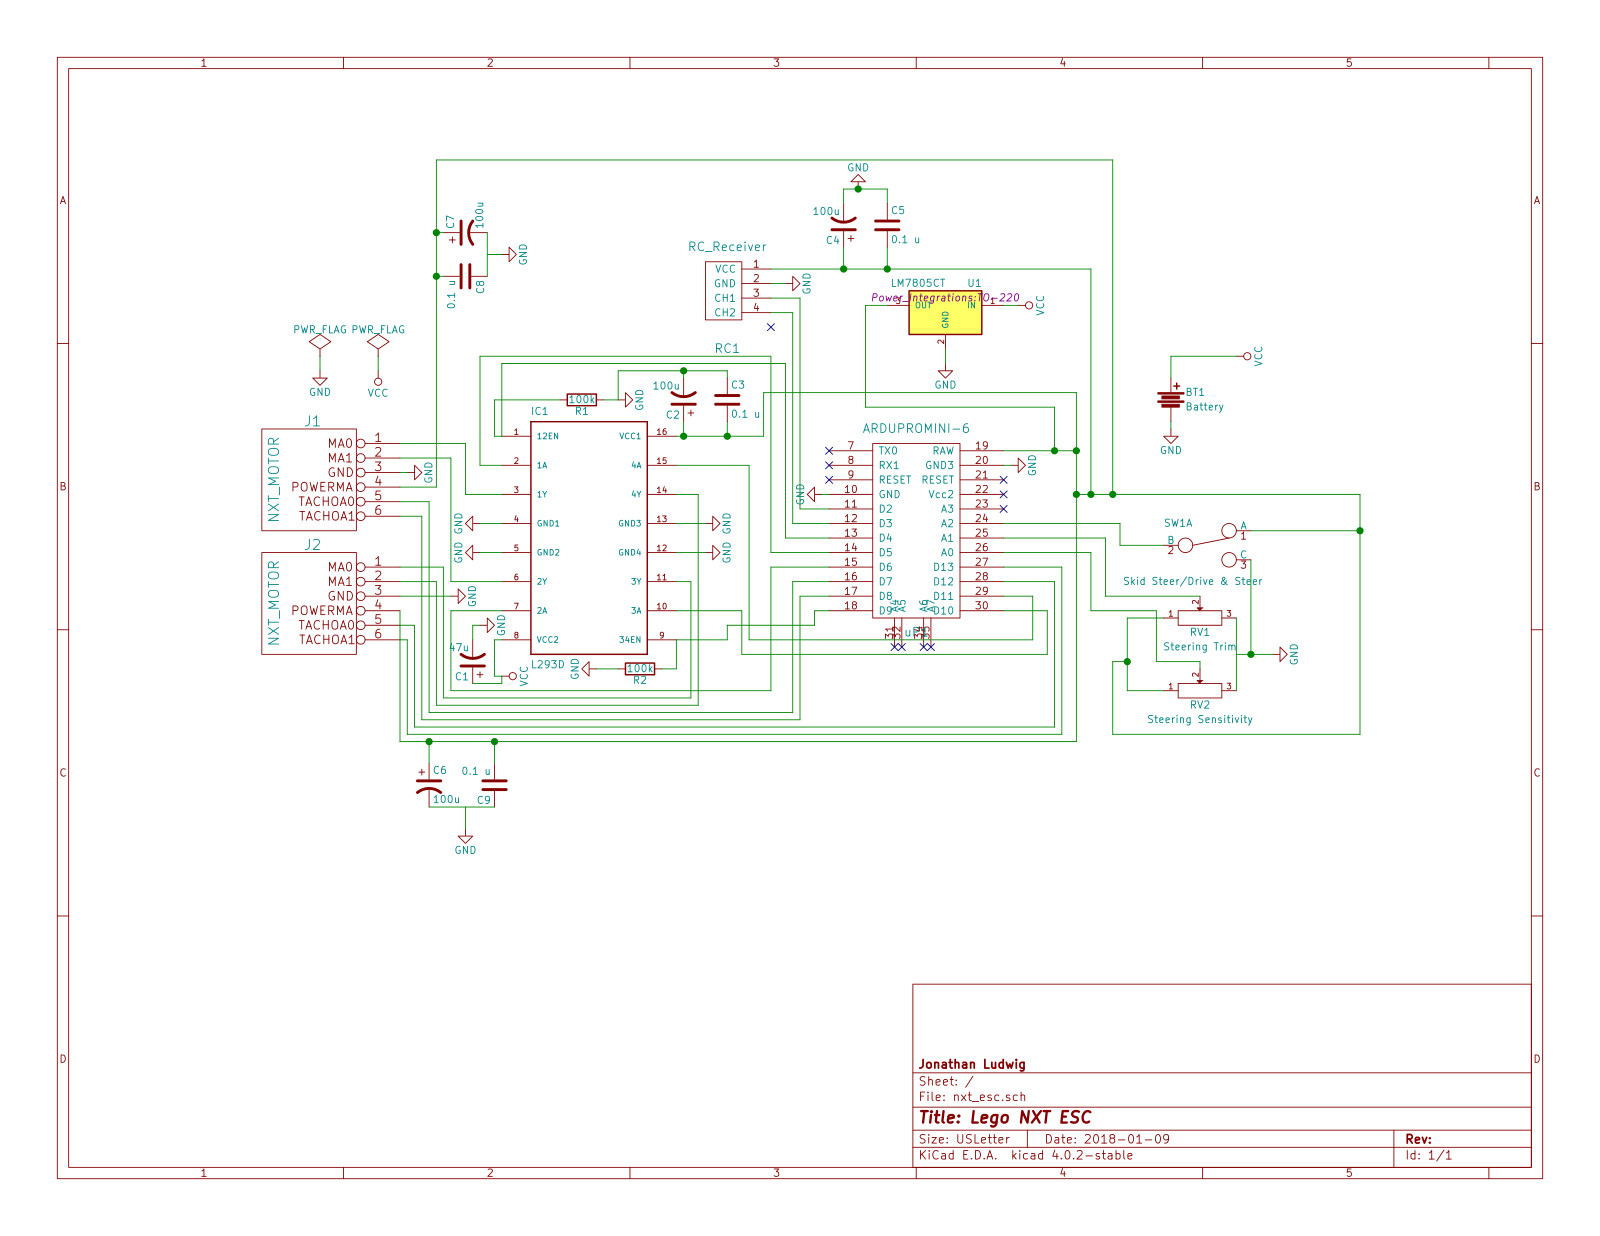 1 2 3 4 5
A A
B B
C C
D D
GND
C7
100u
+
GND
0.1 u
C8
100u
C4
+
C5
0.1 u
RC_Receiver
VCC 1
GND 2
CH1 3
CH2 4
GND
RC1
LM7805CT U1
Power_Integrations:TO-220
3 OUT IN 1
GND
2
VCC
GND
PWR_FLAG PWR_FLAG
GND VCC
VCC
+
BT1
Battery
GND
100k
R1
GND
100u
C2
+
C3
0.1 u
J1
NXT_MOTOR
MA0 1
MA1 2
GND 3
POWERMA 4
TACHOA0 5
TACHOA1 6
GND
J2
NXT_MOTOR
MA0 1
MA1 2
GND 3
POWERMA 4
TACHOA0 5
TACHOA1 6
GND
IC1
1 12EN VCC1 16
2 1A 4A 15
3 1Y 4Y 14
4 GND1 GND3 13
5 GND2 GND4 12
6 2Y 3Y 11
7 2A 3A 10
8 VCC2 34EN 9
L293D
GND
GND
GND
GND
GND
47u
C1
+
VCC
GND
100k
R2
ARDUPROMINI-6
7 TXO RAW 19
8 RX1 GND3 20
9 RESET RESET 21
10 GND Vcc2 22
11 D2 A3 23
12 D3 A2 24
13 D4 A1 25
14 D5 A0 26
15 D6 D13 27
16 D7 D12 28
17 D8 D11 29
18 D9 D10 30
A4 A5 A6 A7
31 32 34 33
GND
GND
SW1A
B
2
A
1
C
3
Skid Steer/Drive & Steer
1 2 3
RV1
Steering Trim
GND
1 2 3
RV2
Steering Sensitivity
+
C6
100u
0.1 u
C9
GND
Jonathan Ludwig
Sheet: /
File: nxt_esc.sch
Title: Lego NXT ESC
Size: USLetter Date: 2018-01-09 Rev:
KiCad E.D.A. kicad 4.0.2-stable Id: 1/1
1 2 3 4 5